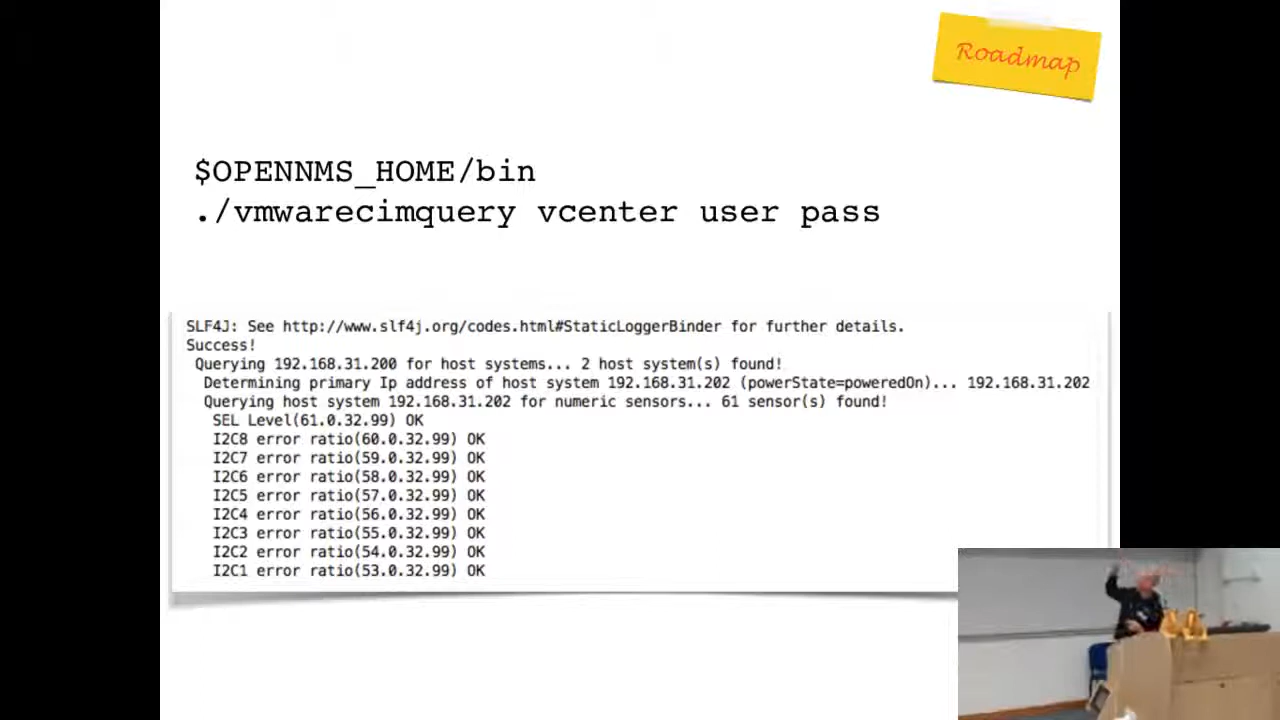 Roadmap
$OPENNMS_HOME/bin
./vmwarecimquery vcenter user pass
SLF4J: See http://www.slf4j.org/codes.html#StaticLoggerBinder for further details.
Success!
Querying 192.168.31.200 for host systems... 2 host system(s) found!
Determining primary Ip address of host system 192.168.31.202 (powerState=poweredOn)... 192.168.31.202
Querying host system 192.168.31.202 for numeric sensors... 61 sensor(s) found!
SEL Level(61.0.32.99) OK
I2C8 error ratio(60.0.32.99) OK
I2C7 error ratio(59.0.32.99) OK
I2C6 error ratio(58.0.32.99) OK
I2C5 error ratio(57.0.32.99) OK
I2C4 error ratio(56.0.32.99) OK
I2C3 error ratio(55.0.32.99) OK
I2C2 error ratio(54.0.32.99) OK
I2C1 error ratio(53.0.32.99) OK